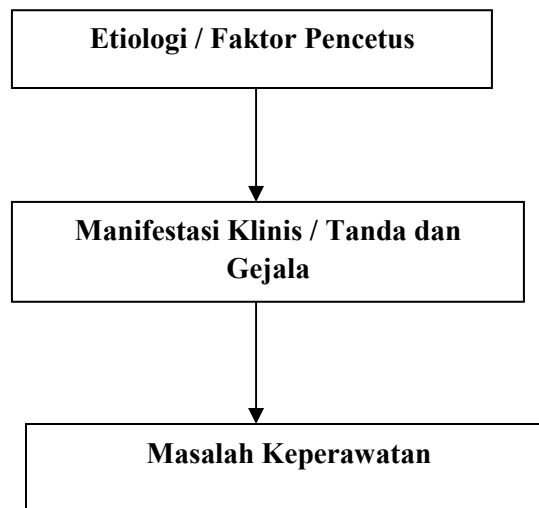 Etiologi / Faktor Pencetus
Manifestasi Klinis / Tanda dan
Gejala
Masalah Keperawatan